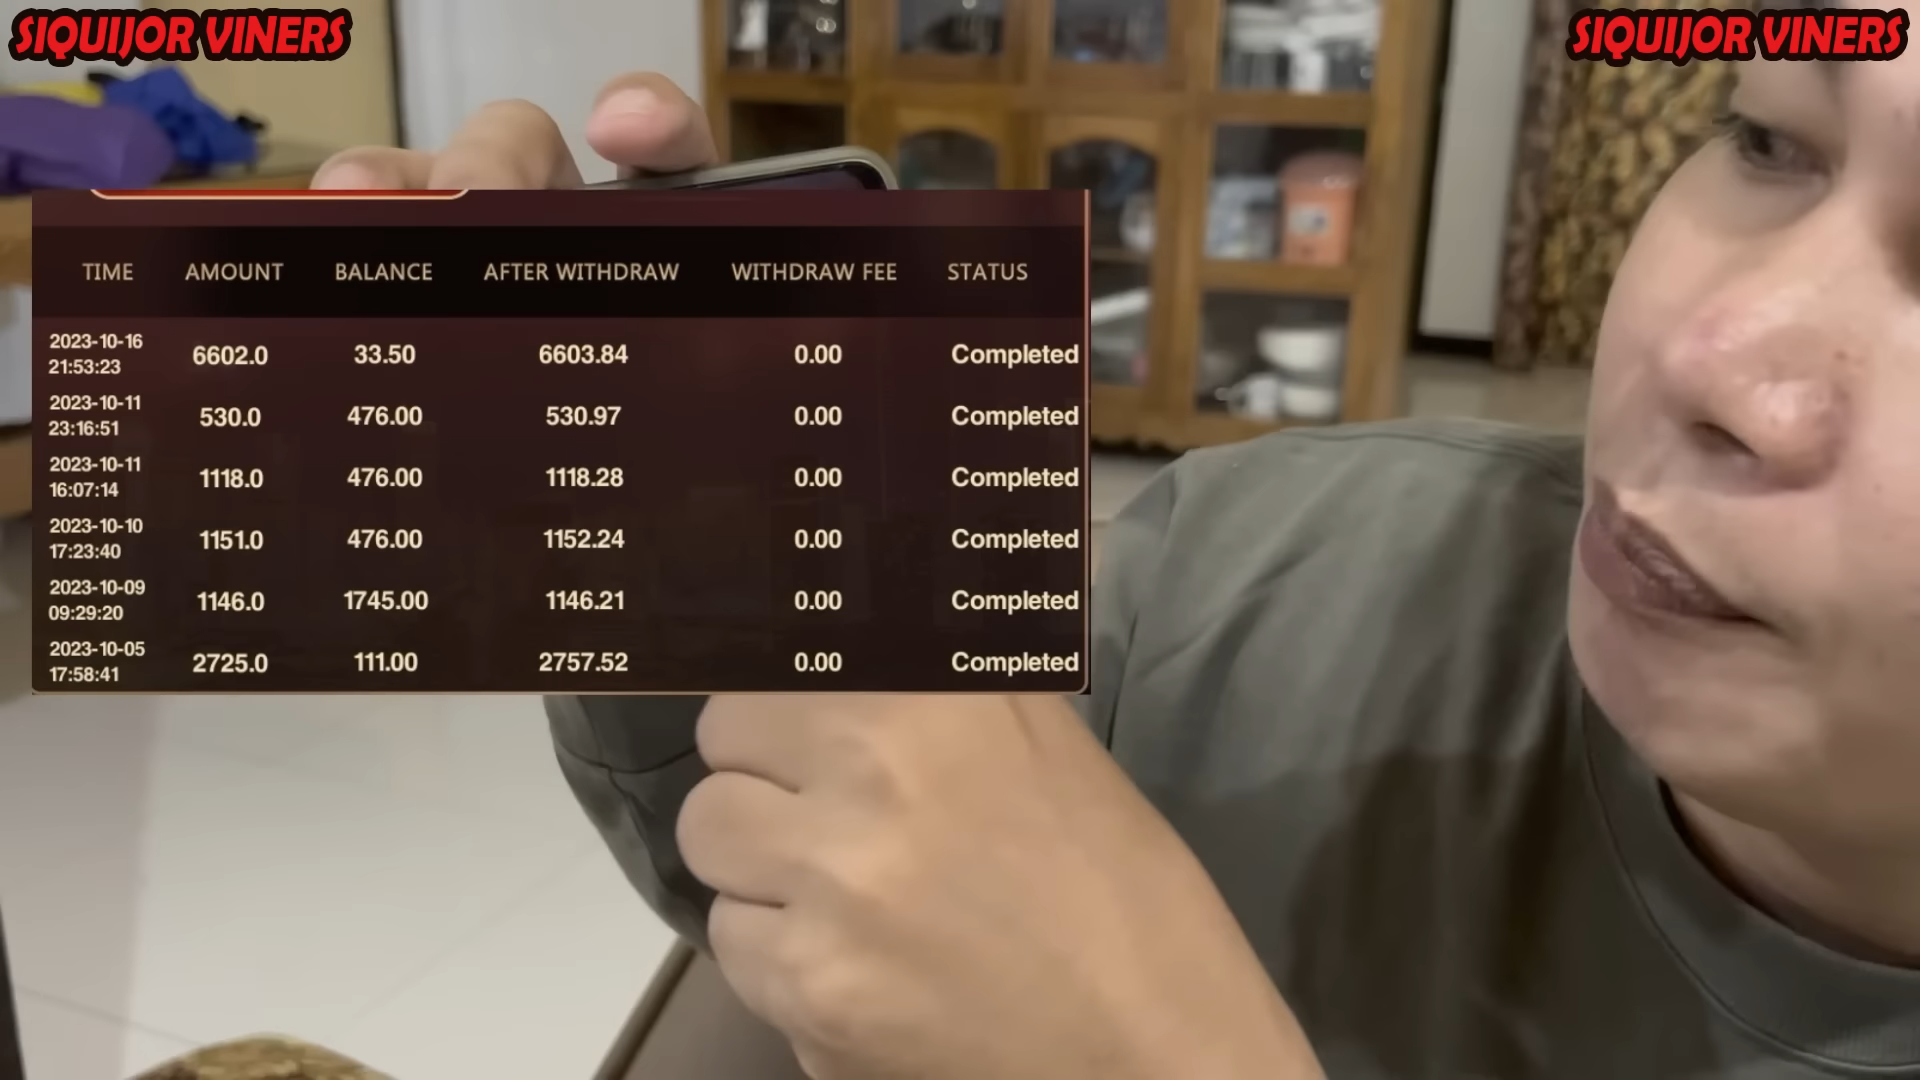 SIQUIJOR VINERS SIQUIJOR VINERS
TIME AMOUNT BALANCE AFTER WITHDRAW WITHDRAW FEE STATUS
2023-10-16
21:53:23 6602.0 33.50 6603.84 0.00 Completed
2023-10-11
23:16:51 530.0 476.00 530.97 0.00 Completed
2023-10-11
16:07:14 1118.0 476.00 1118.28 0.00 Completed
2023-10-10
17:23:40 1151.0 476.00 1152.24 0.00 Completed
2023-10-09
09:29:20 1146.0 1745.00 1146.21 0.00 Completed
2023-10-05
17:58:41 2725.0 111.00 2757.52 0.00 Completed